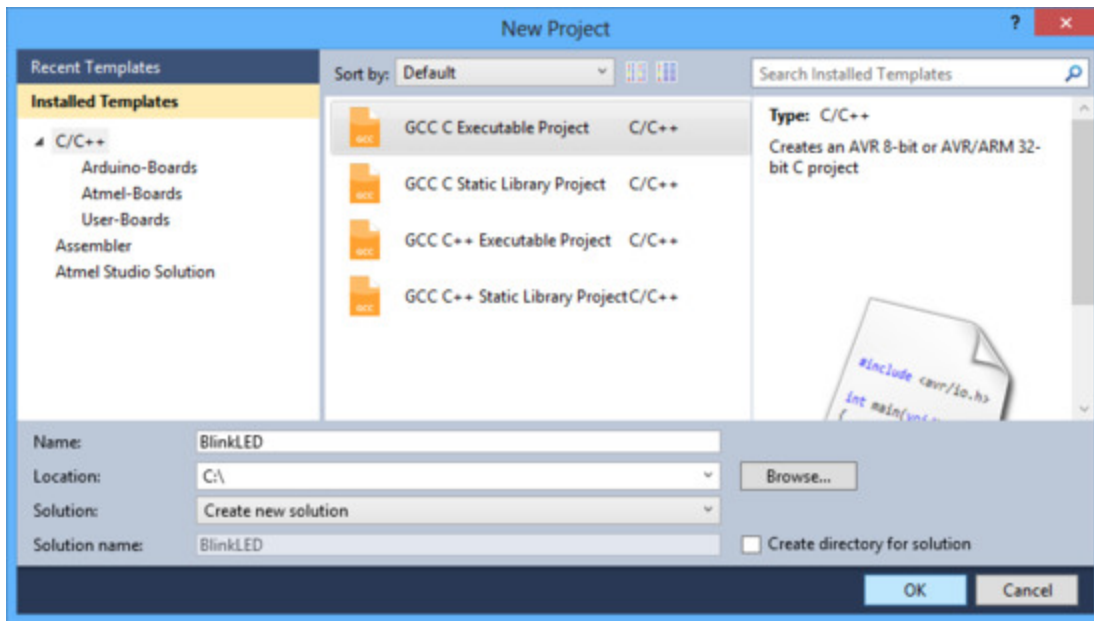 New Project
?
Recent Templates
Installed Templates
C/C++
Arduino-Boards
Atmel-Boards
User-Boards
Assembler
Atmel Studio Solution
Sort by: Default
GCC C Executable Project C/C++
GCC C Static Library Project C/C++
GCC C++ Executable Project C/C++
GCC C++ Static Library Project C/C++
Search Installed Templates
Type: C/C++
Creates an AVR 8-bit or AVR/ARM 32-
bit C project
#include <avr/io.h>
int main(
{
Name: BlinkLED
Location: C:\
Browse...
Solution: Create new solution
Solution name: BlinkLED
Create directory for solution
OK
Cancel